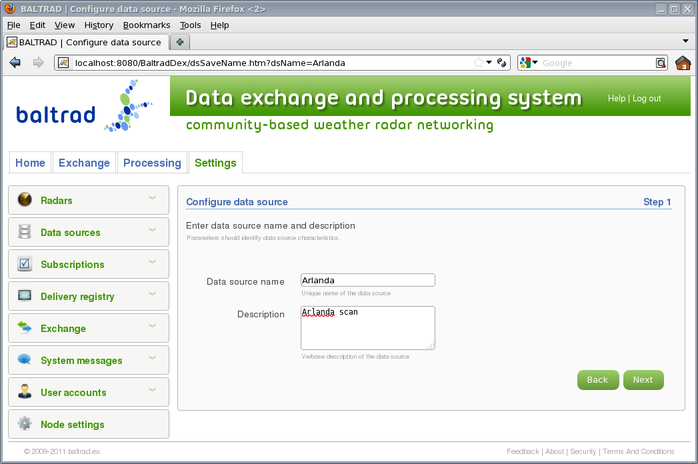 BALTRAD | Configure data source - Mozilla Firefox <2>
File Edit View History Bookmarks Tools Help
BALTRAD | Configure data source
localhost:8080/BaltradDex/dsSaveName.htm?dsName=Arlanda
Google
baltrad
Data exchange and processing system
Help | Log out
community-based weather radar networking
Home Exchange Processing Settings
Radars
Data sources
Subscriptions
Delivery registry
Exchange
System messages
User accounts
Node settings
Configure data source
Step 1
Enter data source name and description
Parameters should identify data source characteristics.
Data source name
Arlanda
Unique name of the data source
Description
Arlanda scan
Verbose description of the data source
Back
Next
© 2009-2011 baltrad.eu
Feedback | About | Security | Terms And Conditions